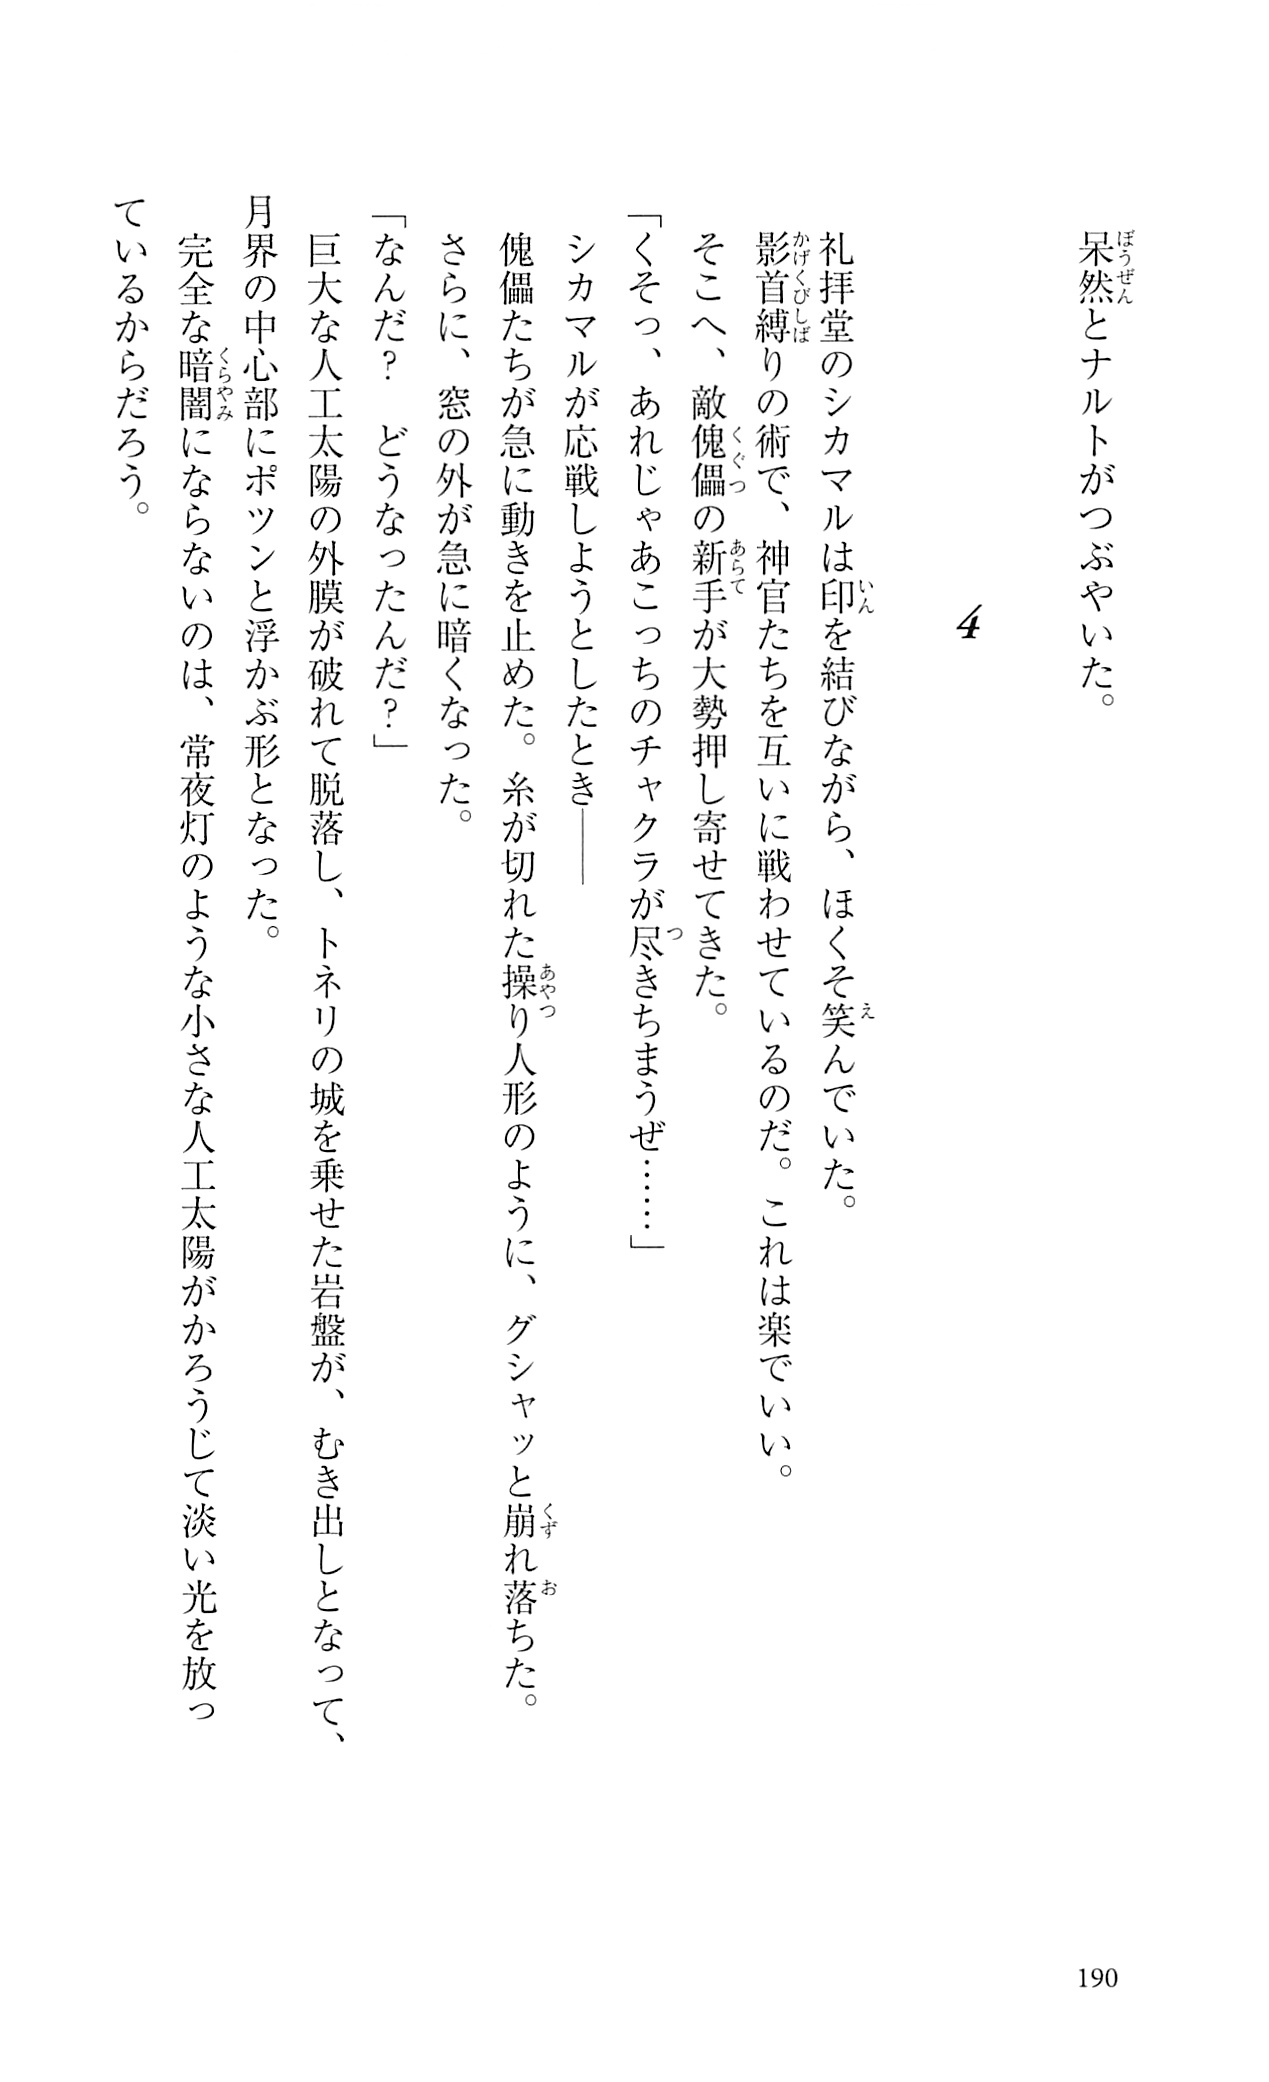 呆然とナルトがつぶやいた。
4
礼拝堂のシカマルは印を結びながら、ほくそ笑んでいた。
影首縛りの術で、神官たちを互いに戦わせているのだ。これは楽でいい。
そこへ、敵傀儡の新手が大勢押し寄せてきた。
「くそっ、あれじゃあこっちのチャクラが尽きちまうぜ……」
シカマルが応戦しようとしたとき――
傀儡たちが急に動きを止めた。糸が切れた操り人形のように、グシャッと崩れ落ちた。
さらに、窓の外が急に暗くなった。
「なんだ？　どうなったんだ？」
巨大な人工太陽の外膜が破れて脱落し、トネリの城を乗せた岩盤が、むき出しとなって、
月界の中心部にポツンと浮かぶ形となった。
完全な暗闇にならないのは、常夜灯のような小さな人工太陽がかろうじて淡い光を放っ
ているからだろう。
190